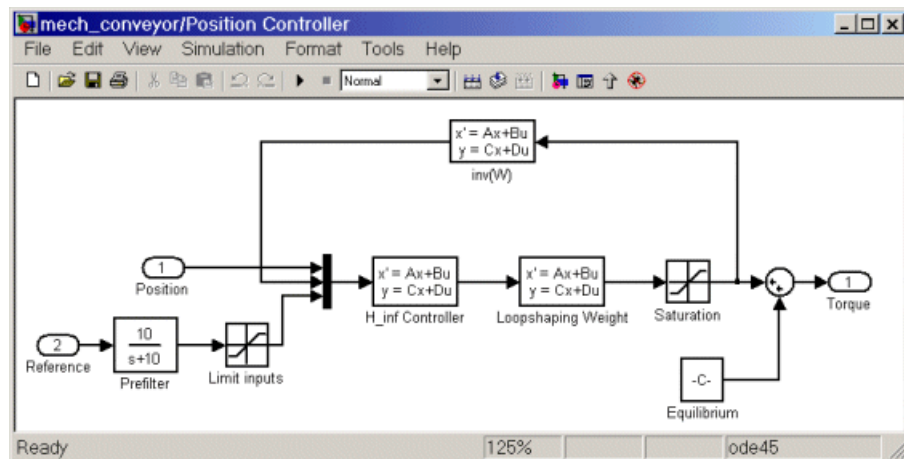 mech_conveyor/Position Controller
File Edit View Simulation Format Tools Help
Normal
x' = Ax+Bu
y = Cx+Du
inv(W)
1
Position
x' = Ax+Bu
y = Cx+Du
H_inf Controller
x' = Ax+Bu
y = Cx+Du
Loopshaping Weight
Saturation
1
Torque
2
Reference
10
s+10
Prefilter
Limit inputs
-C-
Equilibrium
Ready 125% ode45